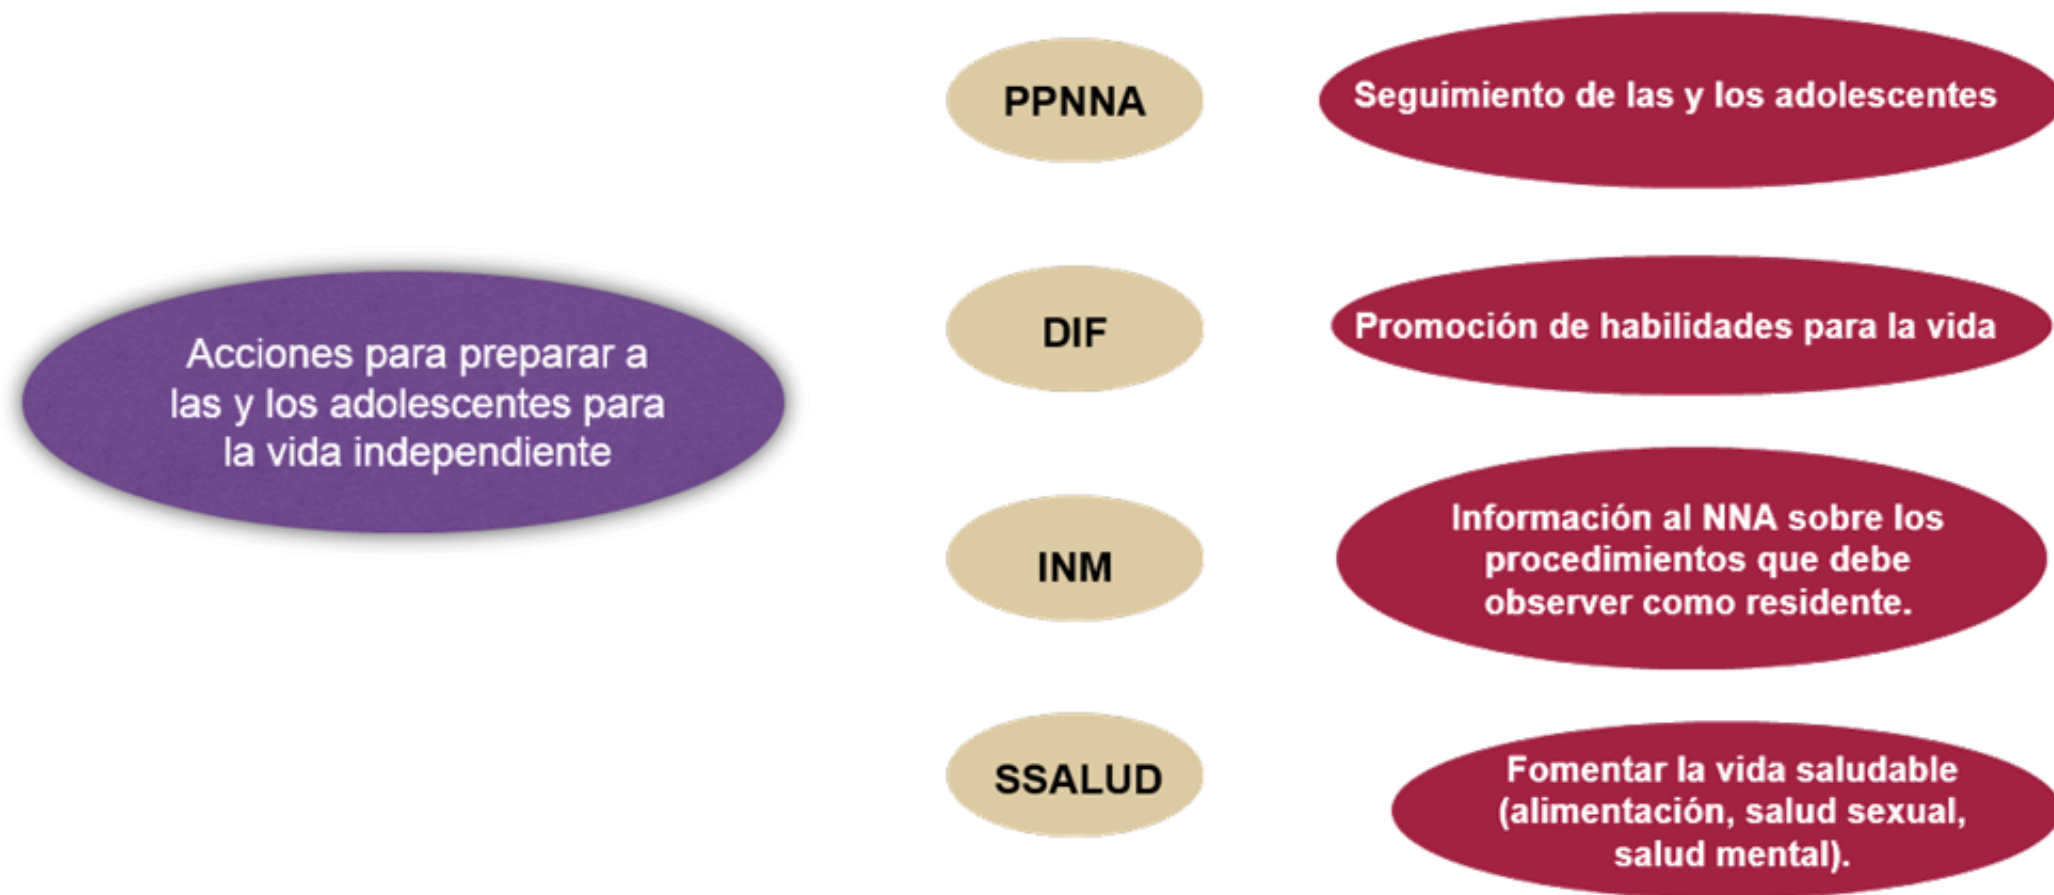 Acciones para preparar a
las y los adolescentes para
la vida independiente
PPNNA
Seguimiento de las y los adolescentes
DIF
Promoción de habilidades para la vida
INM
Información al NNA sobre los
procedimientos que debe
observer como residente.
SSALUD
Fomentar la vida saludable
(alimentación, salud sexual,
salud mental).